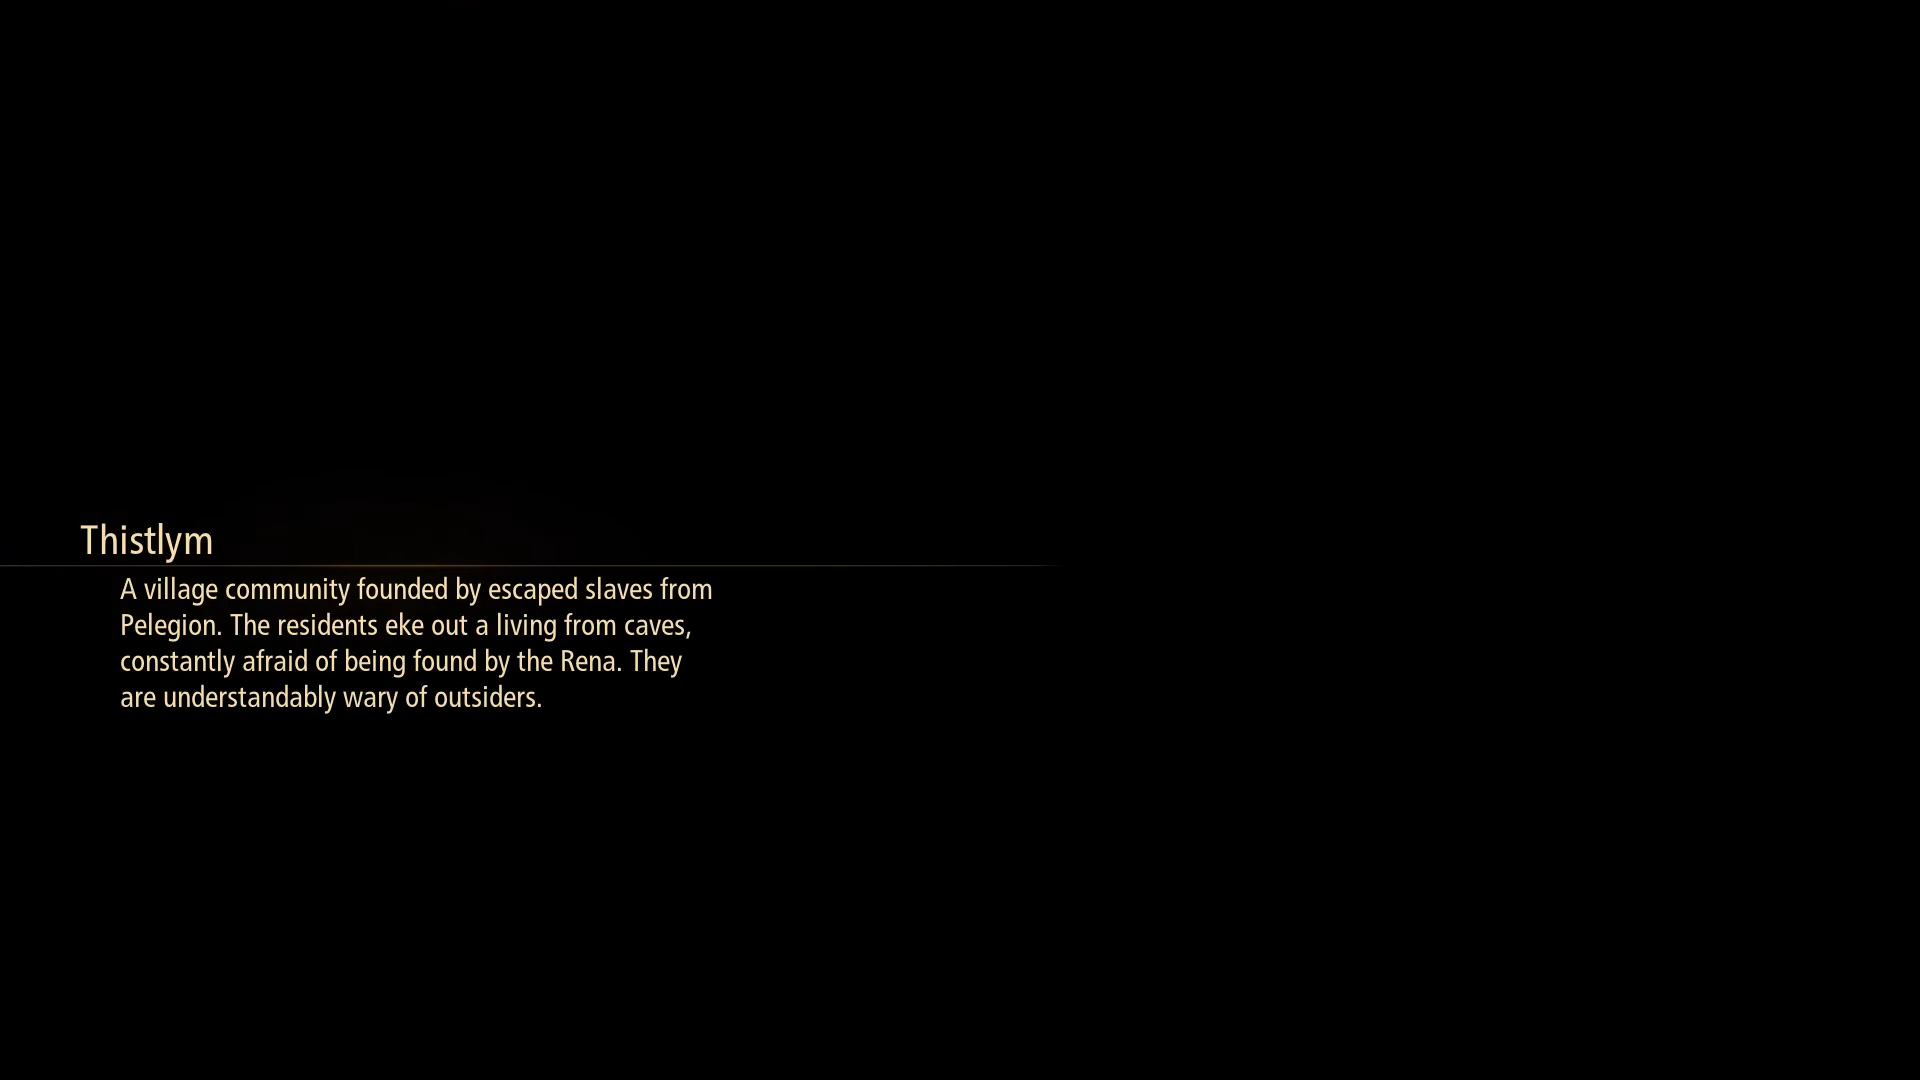 Thistlym
A village community founded by escaped slaves from
Pelegion. The residents eke out a living from caves,
constantly afraid of being found by the Rena. They
are understandably wary of outsiders.